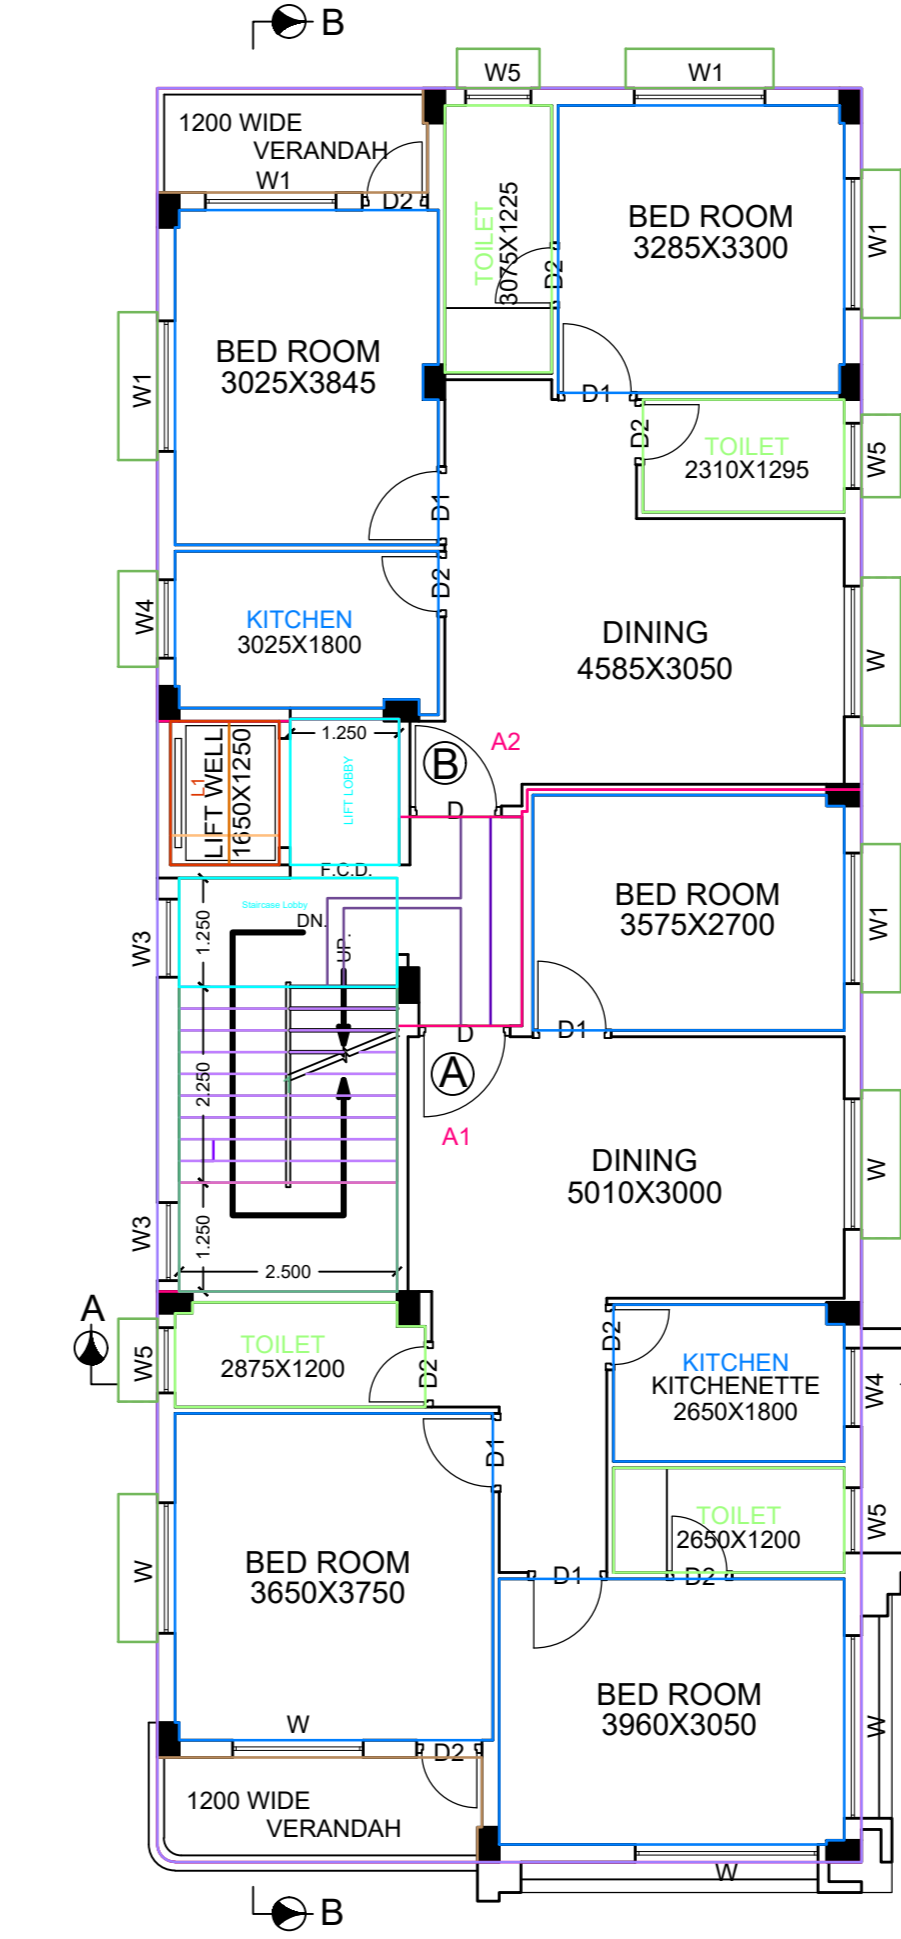 B
W5
W1
1200 WIDE
VERANDAH
W1
D2
TOILET
3075X1225
D2
BED ROOM
3285X3300
W1
BED ROOM
3025X3845
W1
D1
D1
D2
TOILET
2310X1295
W5
W4
KITCHEN
3025X1800
D2
DINING
4585X3050
W
L1
LIFT WELL
1650X1250
1.250
LIFT LOBBY
B
A2
D
F.C.D.
BED ROOM
3575X2700
W1
Staircase Lobby
DN.
UP.
1.250
W3
D
D1
A
A1
2.250
DINING
5010X3000
W
W3
1.250
2.500
A
W5
TOILET
2875X1200
D2
D2
KITCHEN
KITCHENETTE
2650X1800
W4
D1
TOILET
2650X1200
W5
D1
D2
W
BED ROOM
3650X3750
BED ROOM
3960X3050
W
W
D2
1200 WIDE
VERANDAH
W
B